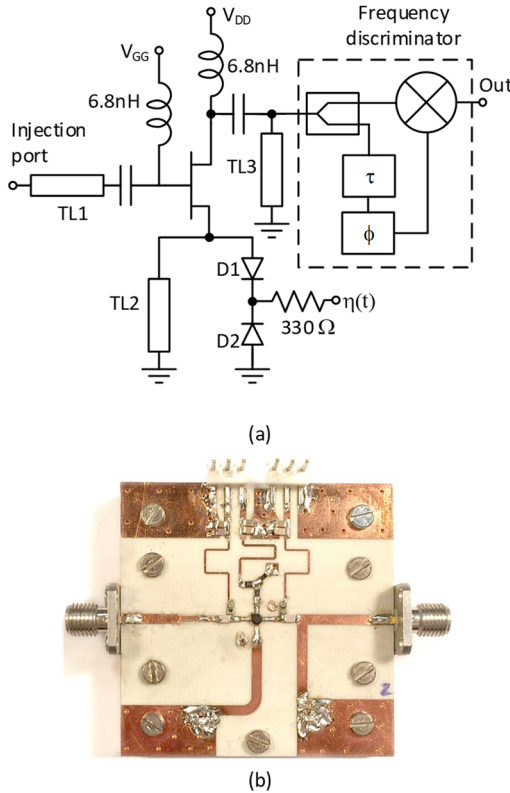 Frequency
discriminator
V_DD
V_GG
6.8nH
6.8nH
Out
Injection
port
TL1
TL3
τ
ϕ
TL2
D1
η(t)
330 Ω
D2
(a)
2
(b)